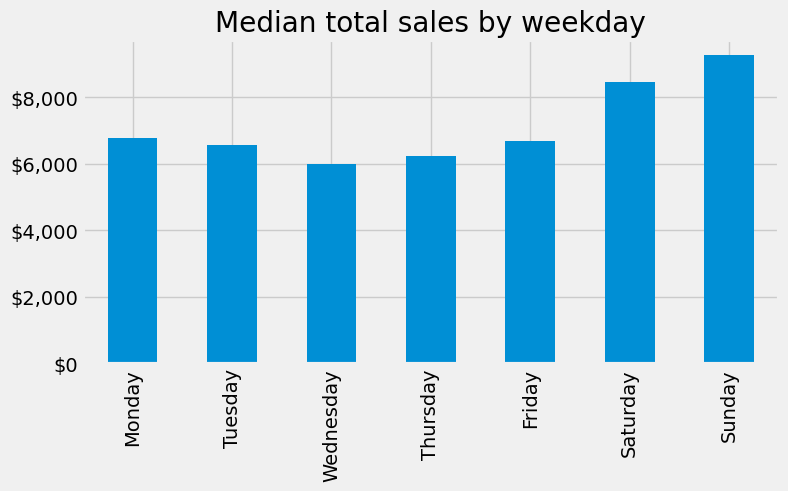 Median total sales by weekday
$8,000
$6,000
$4,000
$2,000
$0
Monday
Tuesday
Wednesday
Thursday
Friday
Saturday
Sunday